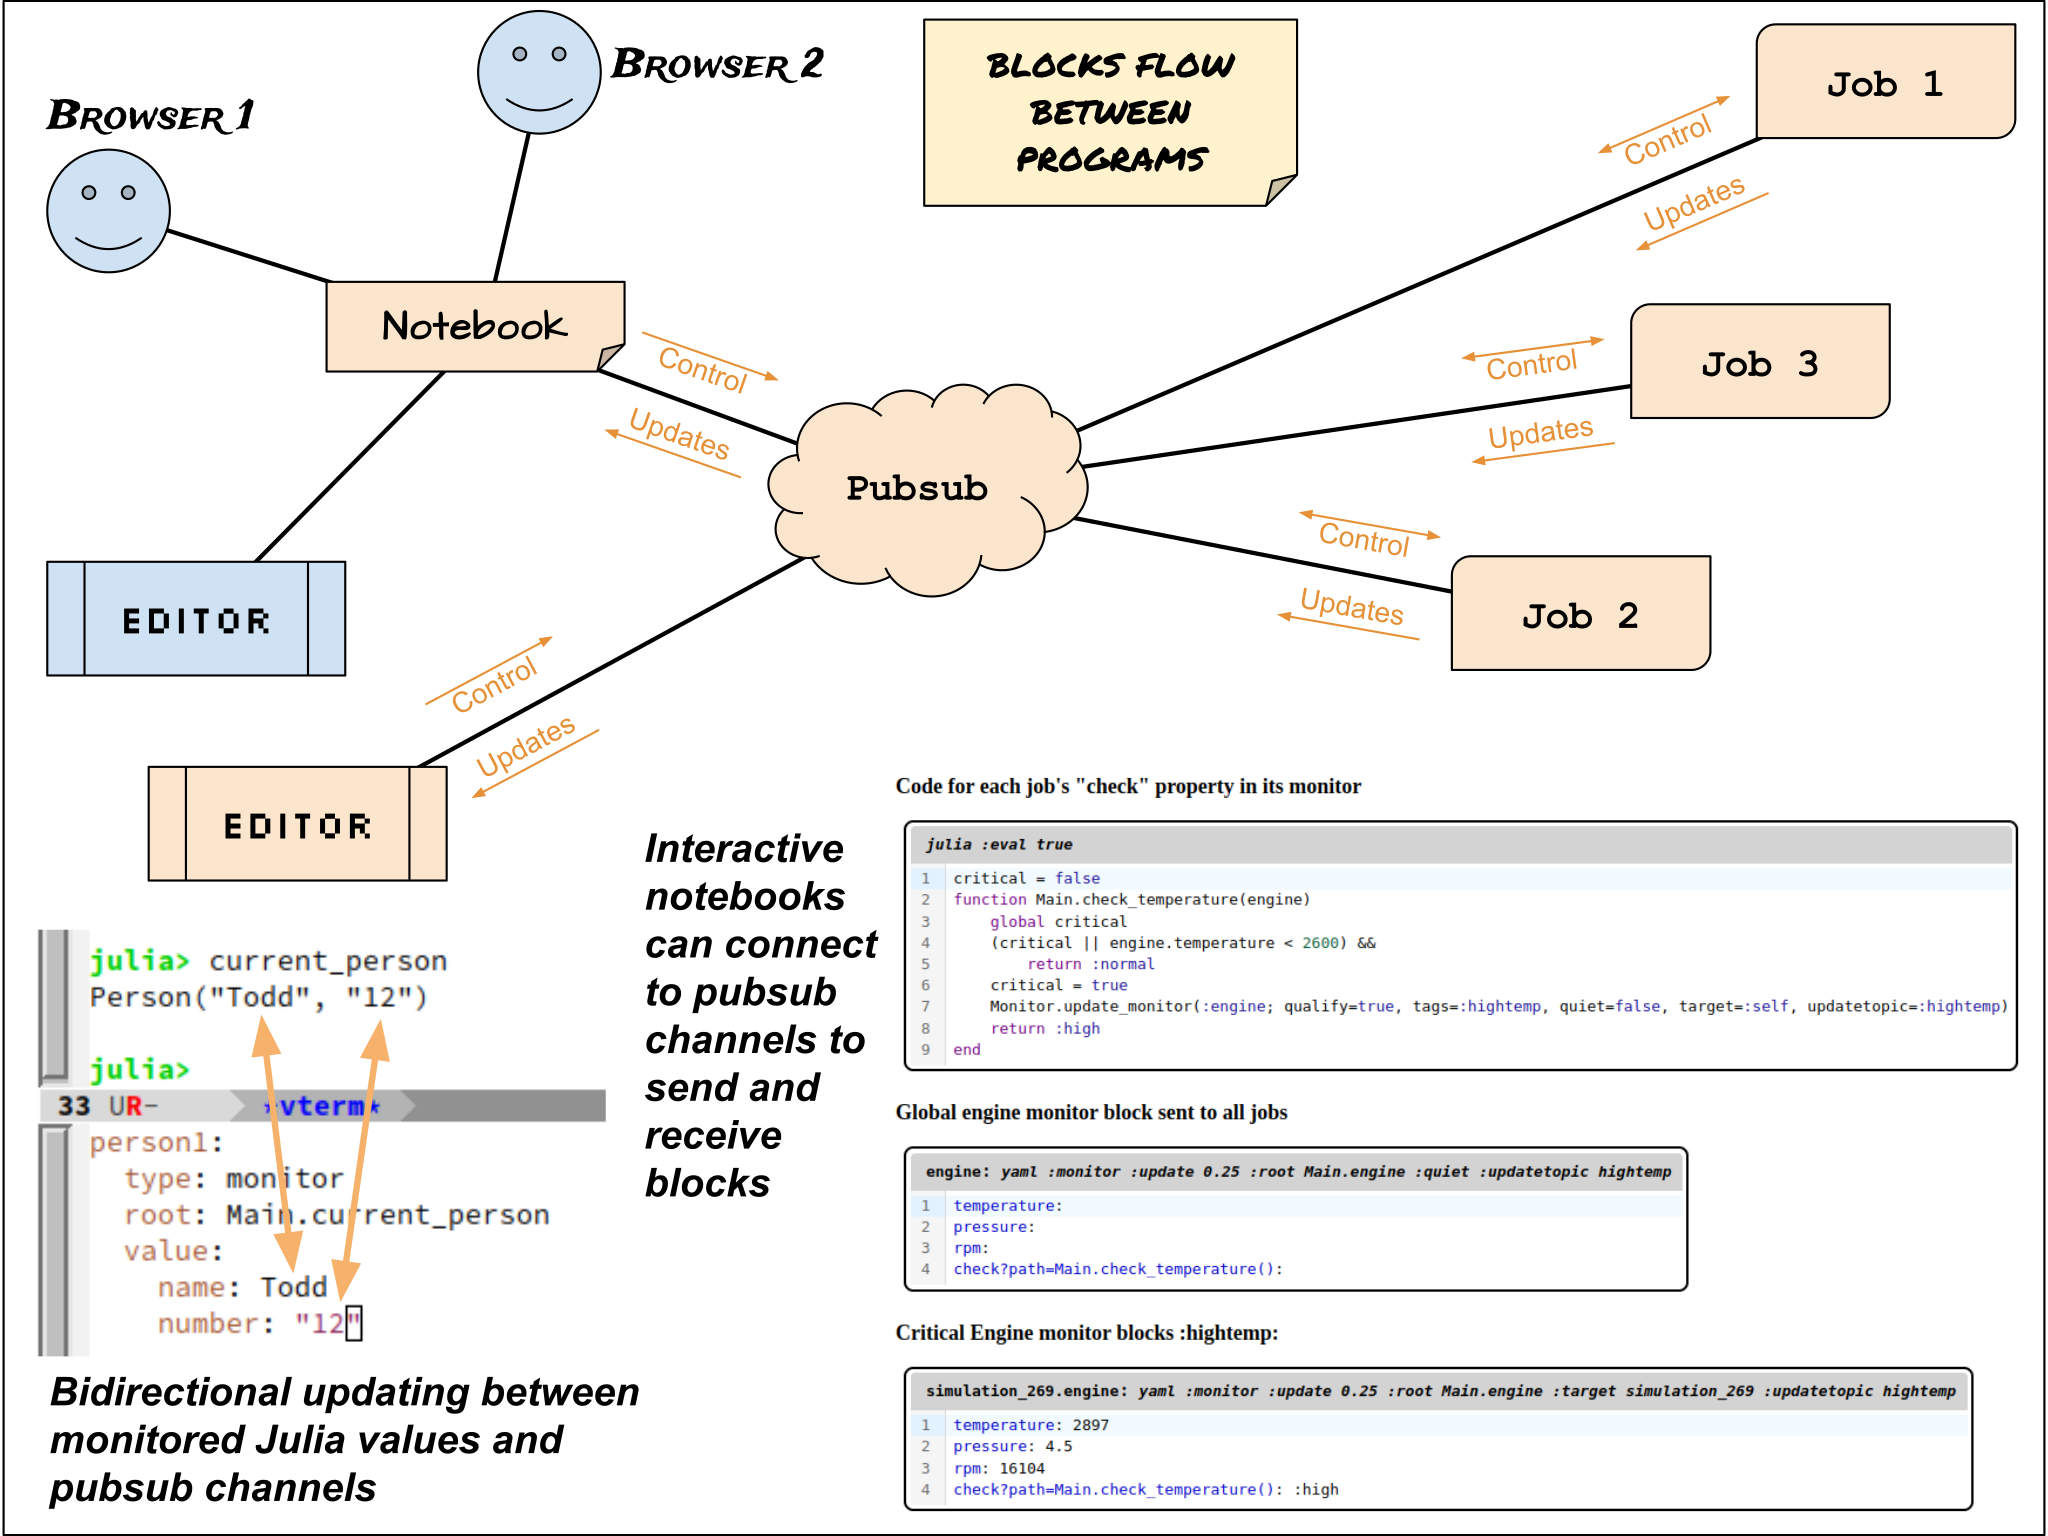 Browser 1
Browser 2
BLOCKS FLOW
BETWEEN
PROGRAMS
Job 1
Control
Updates
Notebook
Control
Updates
Job 3
Control
Updates
Pubsub
Control
Updates
Job 2
EDITOR
Control
Updates
EDITOR
Interactive
notebooks
can connect
to pubsub
channels to
send and
receive
blocks
julia> current_person
Person("Todd", "12")
julia>
33 UR- *vterm*
person1:
  type: monitor
  root: Main.current_person
  value:
    name: Todd
    number: "12"
Bidirectional updating between
monitored Julia values and
pubsub channels
Code for each job's "check" property in its monitor
julia :eval true
1 critical = false
2 function Main.check_temperature(engine)
3     global critical
4     (critical || engine.temperature < 2600) &&
5         return :normal
6     critical = true
7     Monitor.update_monitor(:engine; qualify=true, tags=:hightemp, quiet=false, target=:self, updatetopic=:hightemp)
8     return :high
9 end
Global engine monitor block sent to all jobs
engine: yaml :monitor :update 0.25 :root Main.engine :quiet :updatetopic hightemp
1 temperature:
2 pressure:
3 rpm:
4 check?path=Main.check_temperature():
Critical Engine monitor blocks :hightemp:
simulation_269.engine: yaml :monitor :update 0.25 :root Main.engine :target simulation_269 :updatetopic hightemp
1 temperature: 2897
2 pressure: 4.5
3 rpm: 16104
4 check?path=Main.check_temperature(): :high